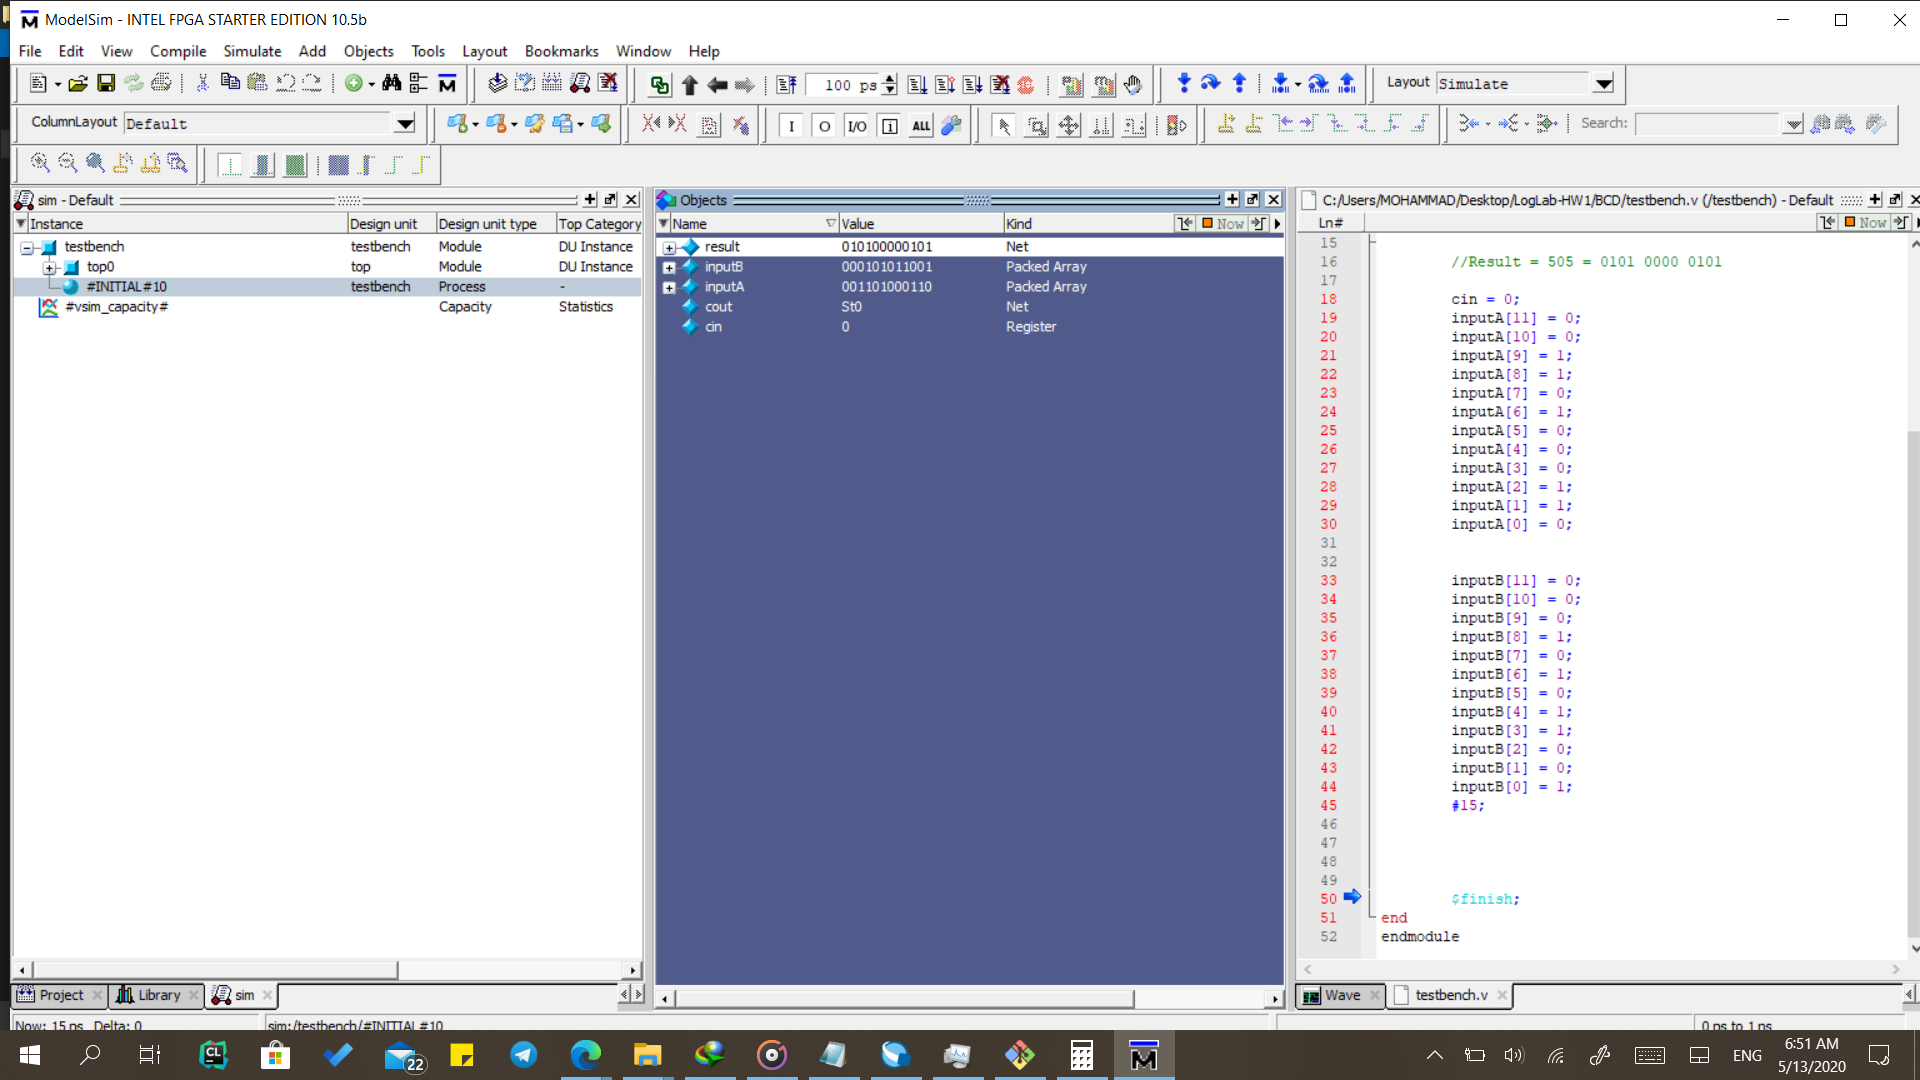 ModelSim - INTEL FPGA STARTER EDITION 10.5b
File Edit View Compile Simulate Add Objects Tools Layout Bookmarks Window Help
100 ps
Layout Simulate
ColumnLayout Default
I O I/O ALL
Search:
sim - Default
Instance Design unit Design unit type Top Category
testbench testbench Module DU Instance
top0 top Module DU Instance
#INITIAL#10 testbench Process -
#vsim_capacity# Capacity Statistics
Project Library sim
Objects
Name Value Kind
Now
result 010100000101 Net
inputB 000101011001 Packed Array
inputA 001101000110 Packed Array
cout St0 Net
cin 0 Register
C:/Users/MOHAMMAD/Desktop/LogLab-HW1/BCD/testbench.v (/testbench) - Default
Ln#
Now
15
16 //Result = 505 = 0101 0000 0101
17
18 cin = 0;
19 inputA[11] = 0;
20 inputA[10] = 0;
21 inputA[9] = 1;
22 inputA[8] = 1;
23 inputA[7] = 0;
24 inputA[6] = 1;
25 inputA[5] = 0;
26 inputA[4] = 0;
27 inputA[3] = 0;
28 inputA[2] = 1;
29 inputA[1] = 1;
30 inputA[0] = 0;
31
32
33 inputB[11] = 0;
34 inputB[10] = 0;
35 inputB[9] = 0;
36 inputB[8] = 1;
37 inputB[7] = 0;
38 inputB[6] = 1;
39 inputB[5] = 0;
40 inputB[4] = 1;
41 inputB[3] = 1;
42 inputB[2] = 0;
43 inputB[1] = 0;
44 inputB[0] = 1;
45 #15;
46
47
48
49
50 $finish;
51 end
52 endmodule
Wave testbench.v
Now: 15 ps Delta: 0
sim:/testbench/#INITIAL#10
0 ps to 1 ns
CL
22
ENG
6:51 AM
5/13/2020